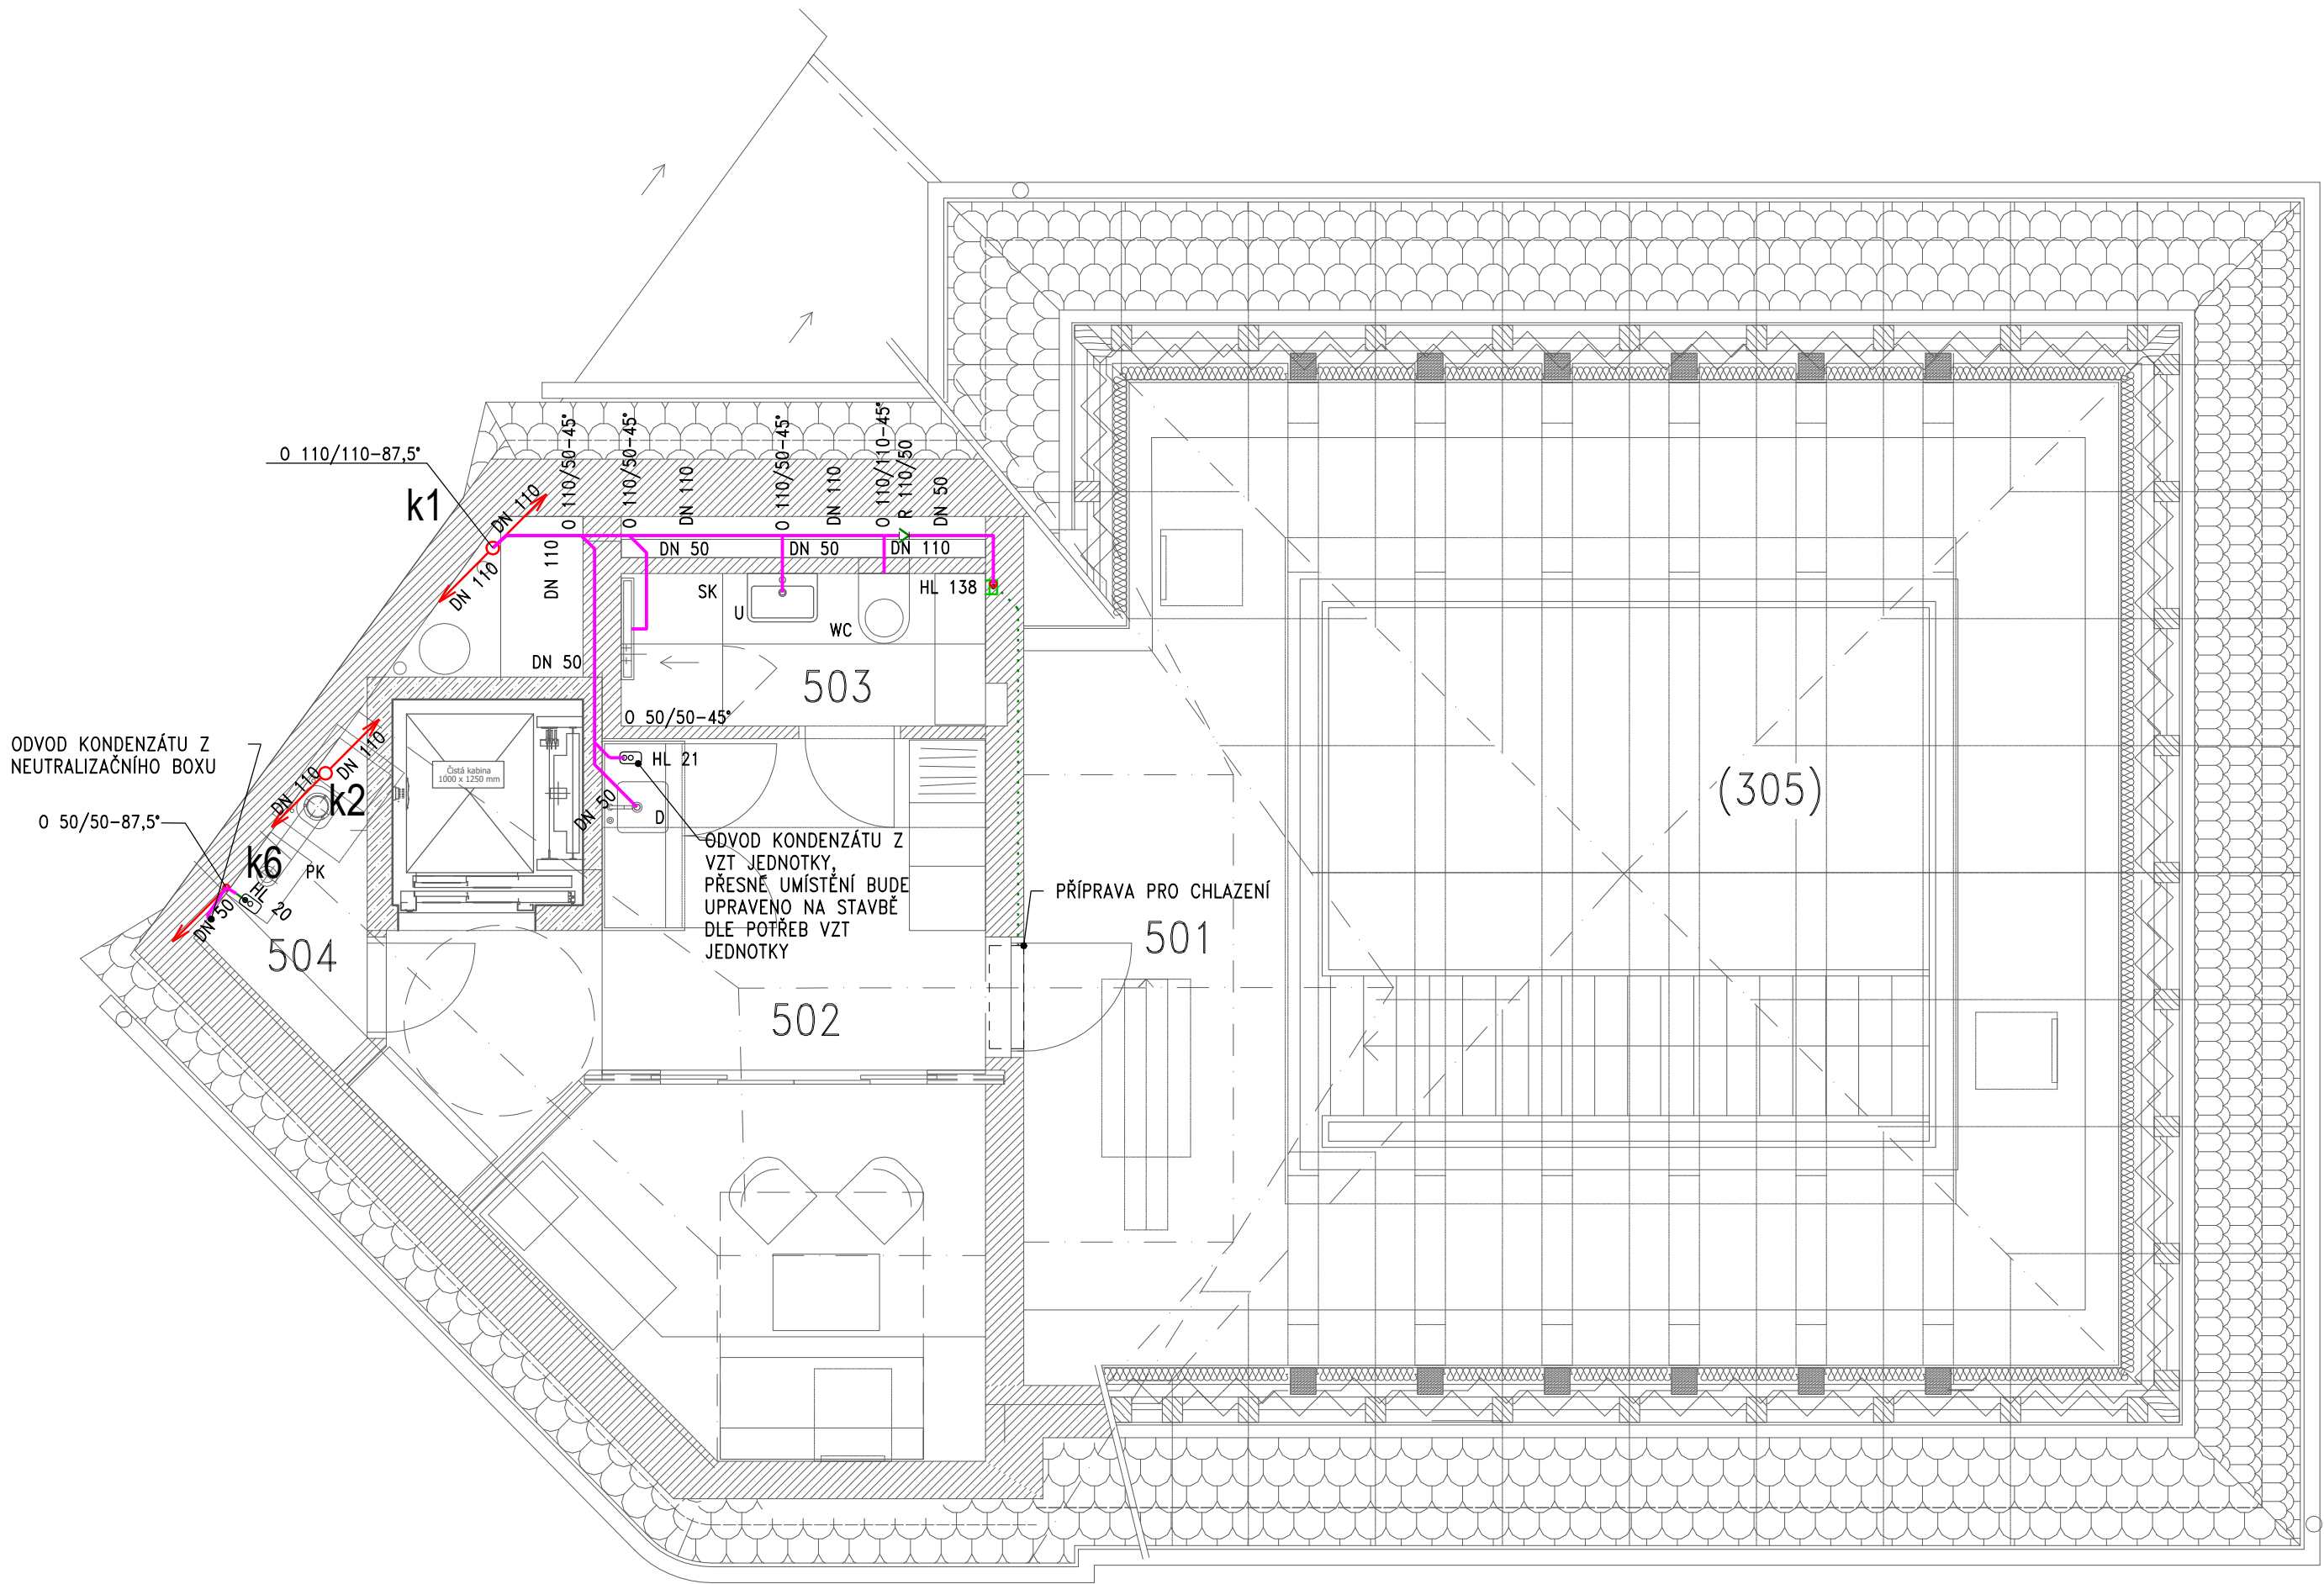 O 110/50-45°
O 110/50-45°
DN 110
O 110/50-45°
DN 110
O 110/110-45°
R 110/50
DN 50
O 110/110-87,5°
k1
DN 110
DN 110
DN 110
DN 50
DN 50
DN 110
HL 138
SK
U
WC
DN 50
503
O 50/50-45°
HL 21
ODVOD KONDENZÁTU Z
NEUTRALIZAČNÍHO BOXU
DN 110
DN 110
k2
Čistá kabina
1000 x 1250 mm
(305)
O 50/50-87,5°
DN 50
D
k6
PK
HL 20
DN 50
504
ODVOD KONDENZÁTU Z
VZT JEDNOTKY,
PŘESNÉ UMÍSTĚNÍ BUDE
UPRAVENO NA STAVBĚ
DLE POTŘEB VZT
JEDNOTKY
PŘÍPRAVA PRO CHLAZENÍ
501
502